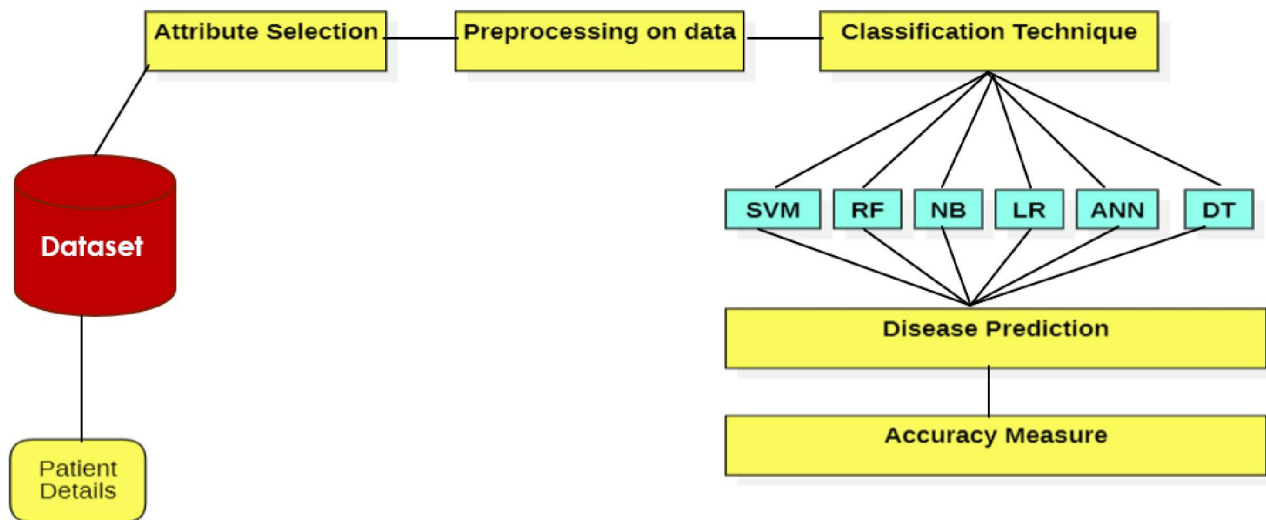 Attribute Selection
Preprocessing on data
Classification Technique
Dataset
SVM
RF
NB
LR
ANN
DT
Disease Prediction
Accuracy Measure
Patient
Details